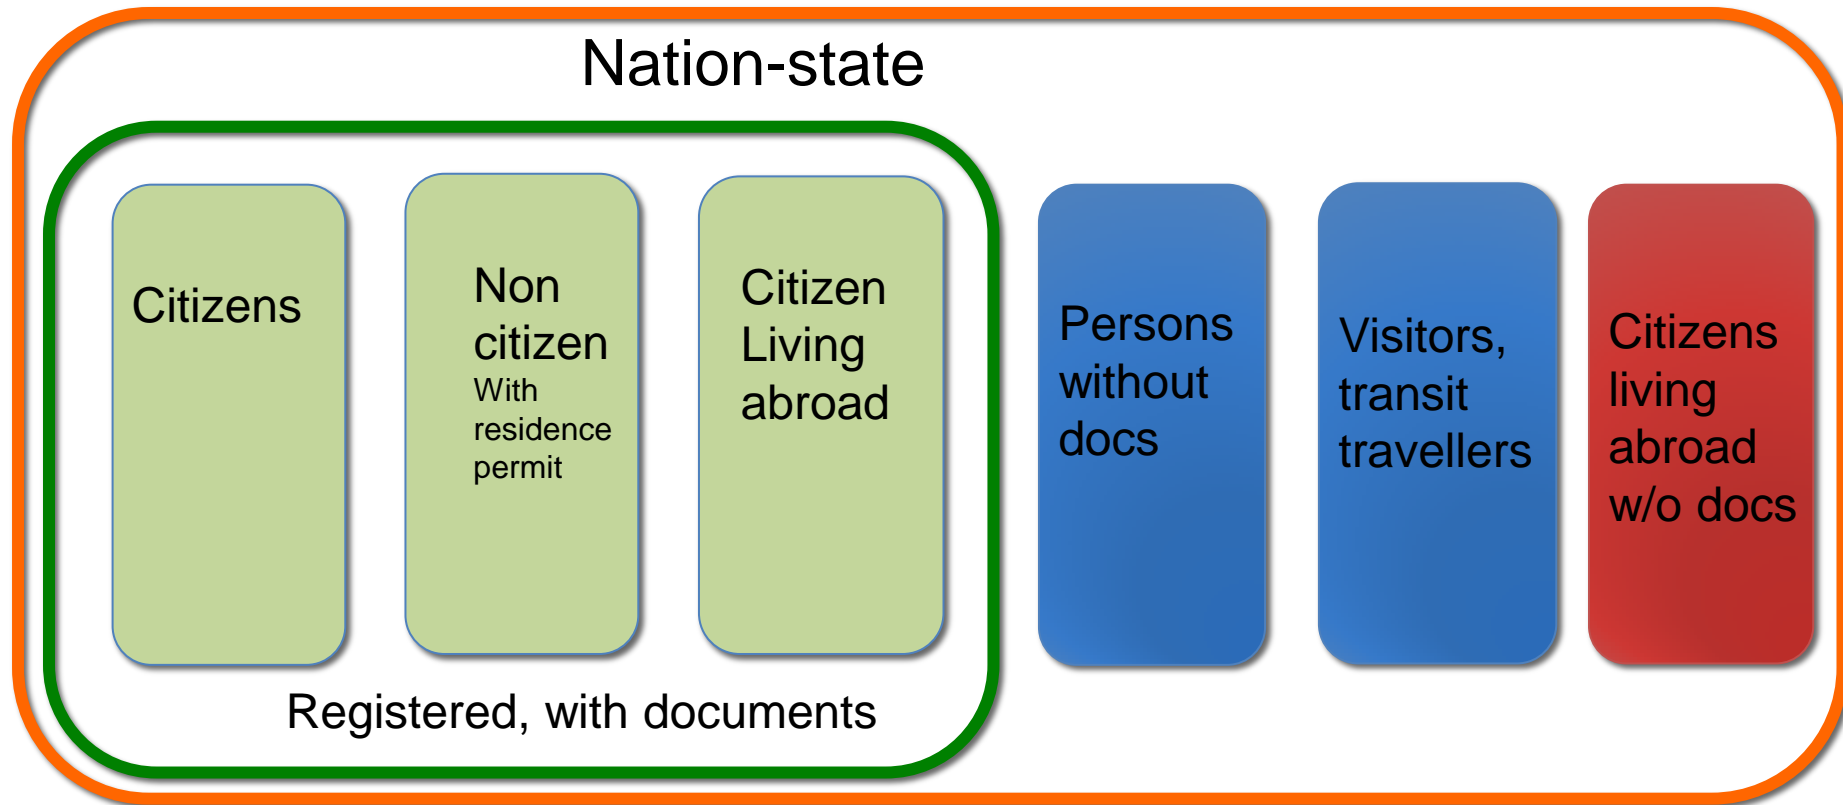 Nation-state
Citizens
Non
citizen
With
residence
permit
Citizen
Living
abroad
Persons
without
docs
Visitors,
transit
travellers
Citizens
living
abroad
w/o docs
Registered, with documents